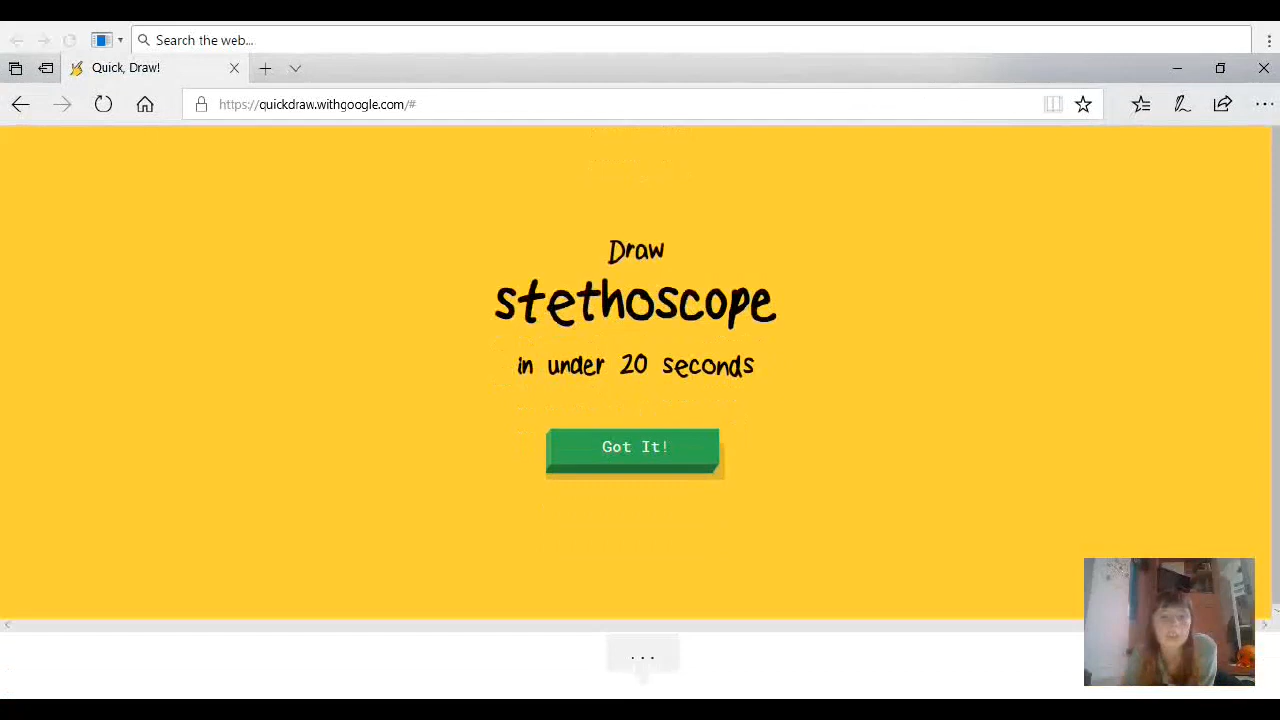 Search the web...
Quick, Draw!
https://quickdraw.withgoogle.com/#
Draw
stethoscope
in under 20 seconds
Got It!
...